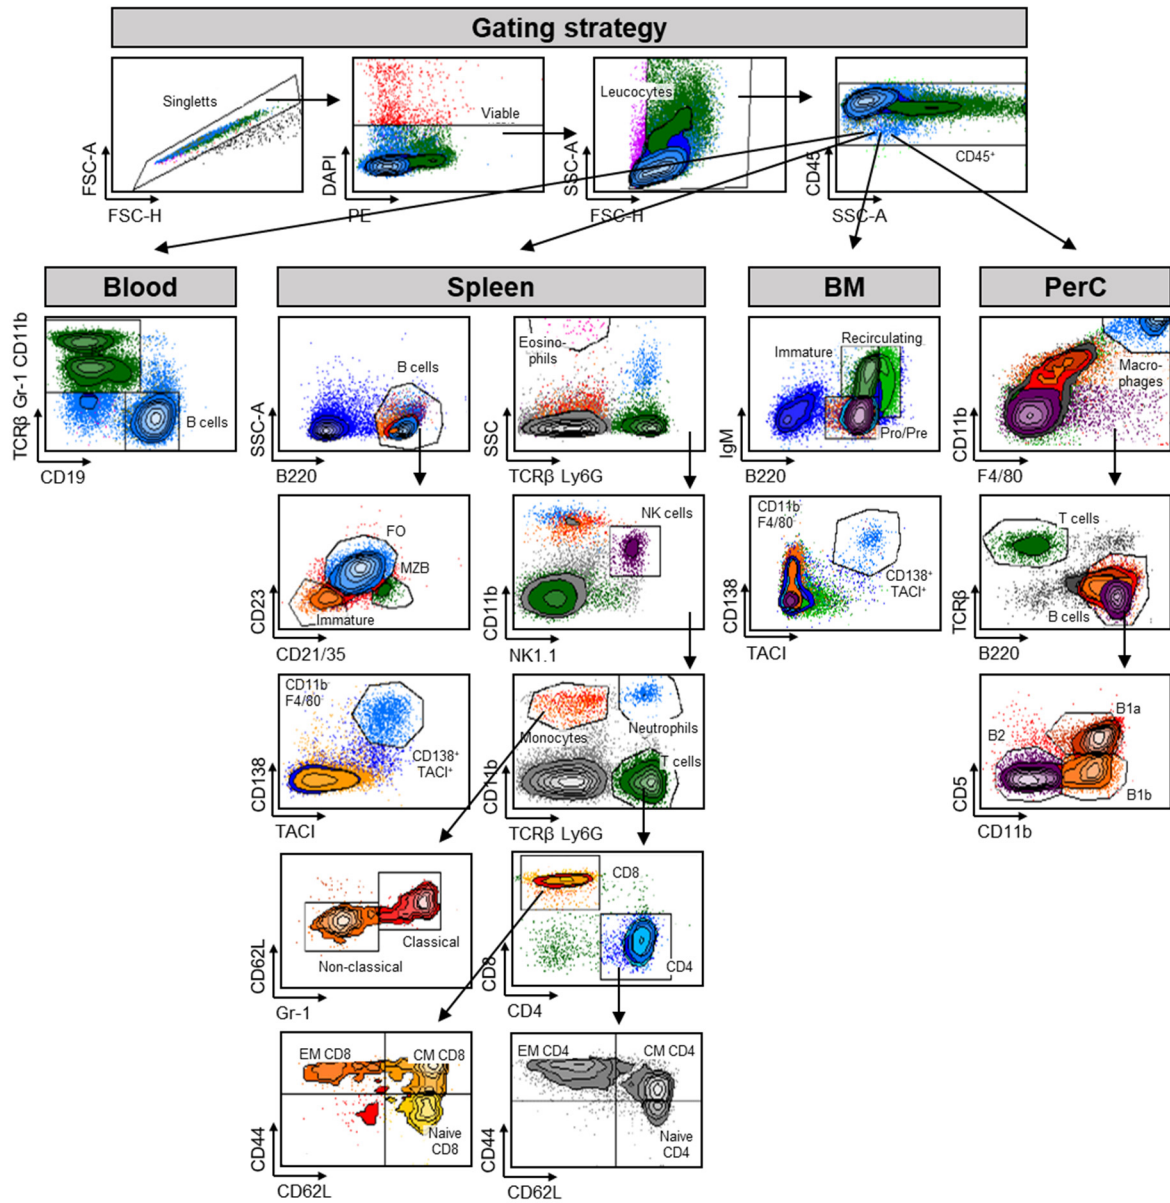 Gating strategy
Singletts
FSC-A
FSC-H
Viable
DAPI
PE
Leucocytes
SSC-A
FSC-H
CD45⁺
CD45
SSC-A
Blood
Spleen
BM
PerC
TCRβ Gr-1 CD11b
B cells
CD19
B cells
SSC-A
B220
Eosino-
phils
SSC
TCRβ Ly6G
Recirculating
Immature
Pro/Pre
IgM
B220
Macro-
phages
CD11b
F4/80
FO
MZB
Immature
CD23
CD21/35
NK cells
CD11b
NK1.1
CD11b
F4/80
CD138⁺
TACI⁺
CD138
TACI
T cells
B cells
TCRβ
B220
CD11b
F4/80
CD138⁺
TACI⁺
CD138
TACI
Neutrophils
Monocytes
T cells
CD11b
TCRβ Ly6G
B1a
B2
B1b
CD5
CD11b
Classical
Non-classical
CD62L
Gr-1
CD8
CD4
CD8
CD4
EM CD8
CM CD8
Naive
CD8
CD44
CD62L
EM CD4
CM CD4
Naive
CD4
CD44
CD62L